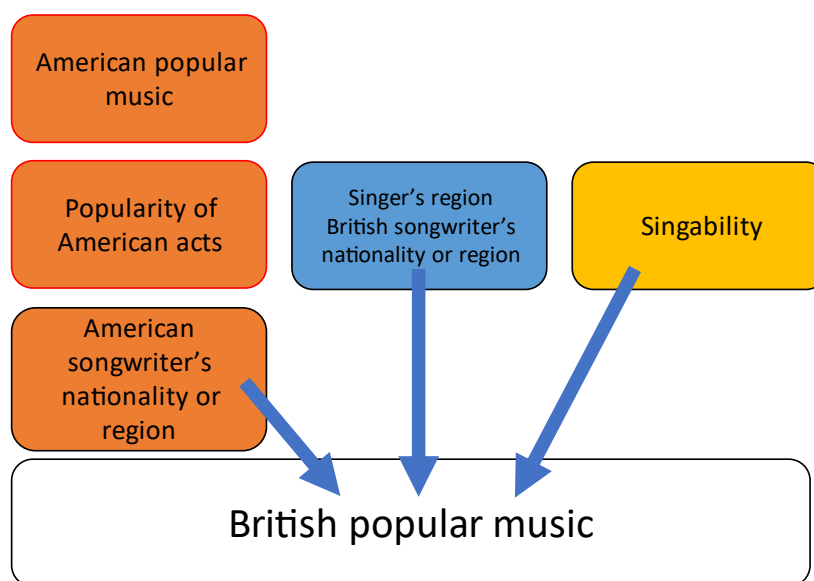 American popular
music
Popularity of
American acts
Singer’s region
British songwriter’s
nationality or region
Singability
American
songwriter’s
nationality or
region
British popular music